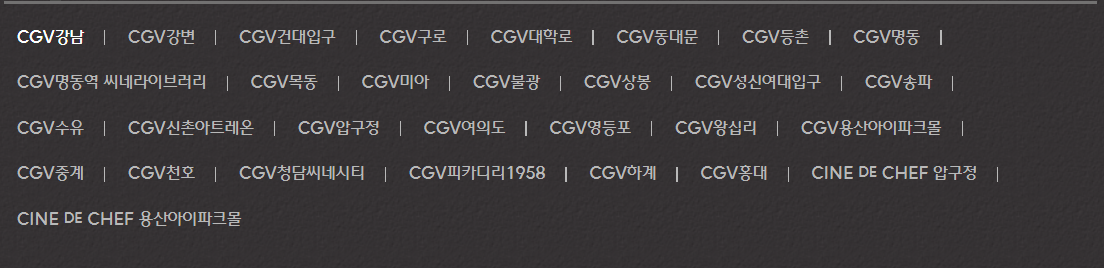 CGV강남 | CGV강변 | CGV건대입구 | CGV구로 | CGV대학로 | CGV동대문 | CGV등촌 | CGV명동 |
CGV명동역 씨네라이브러리 | CGV목동 | CGV미아 | CGV불광 | CGV상봉 | CGV성신여대입구 | CGV송파 |
CGV수유 | CGV신촌아트레온 | CGV압구정 | CGV여의도 | CGV영등포 | CGV왕십리 | CGV용산아이파크몰 |
CGV중계 | CGV천호 | CGV청담씨네시티 | CGV피카디리1958 | CGV하계 | CGV홍대 | CINE DE CHEF 압구정 |
CINE DE CHEF 용산아이파크몰